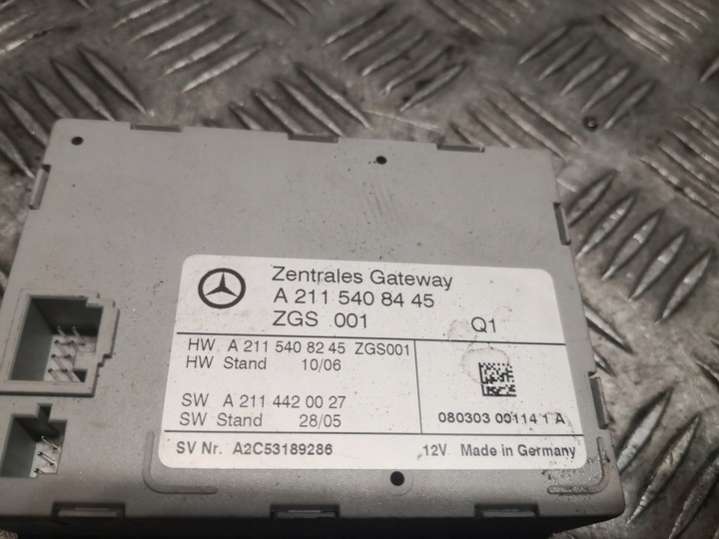 Zentrales Gateway
A 211 540 84 45
ZGS 001 Q1
HW A 211 540 82 45 ZGS001
HW Stand 10/06
SW A 211 442 00 27
SW Stand 28/05
080303 00114 1 A
SV Nr. A2C53189286 12V Made in Germany